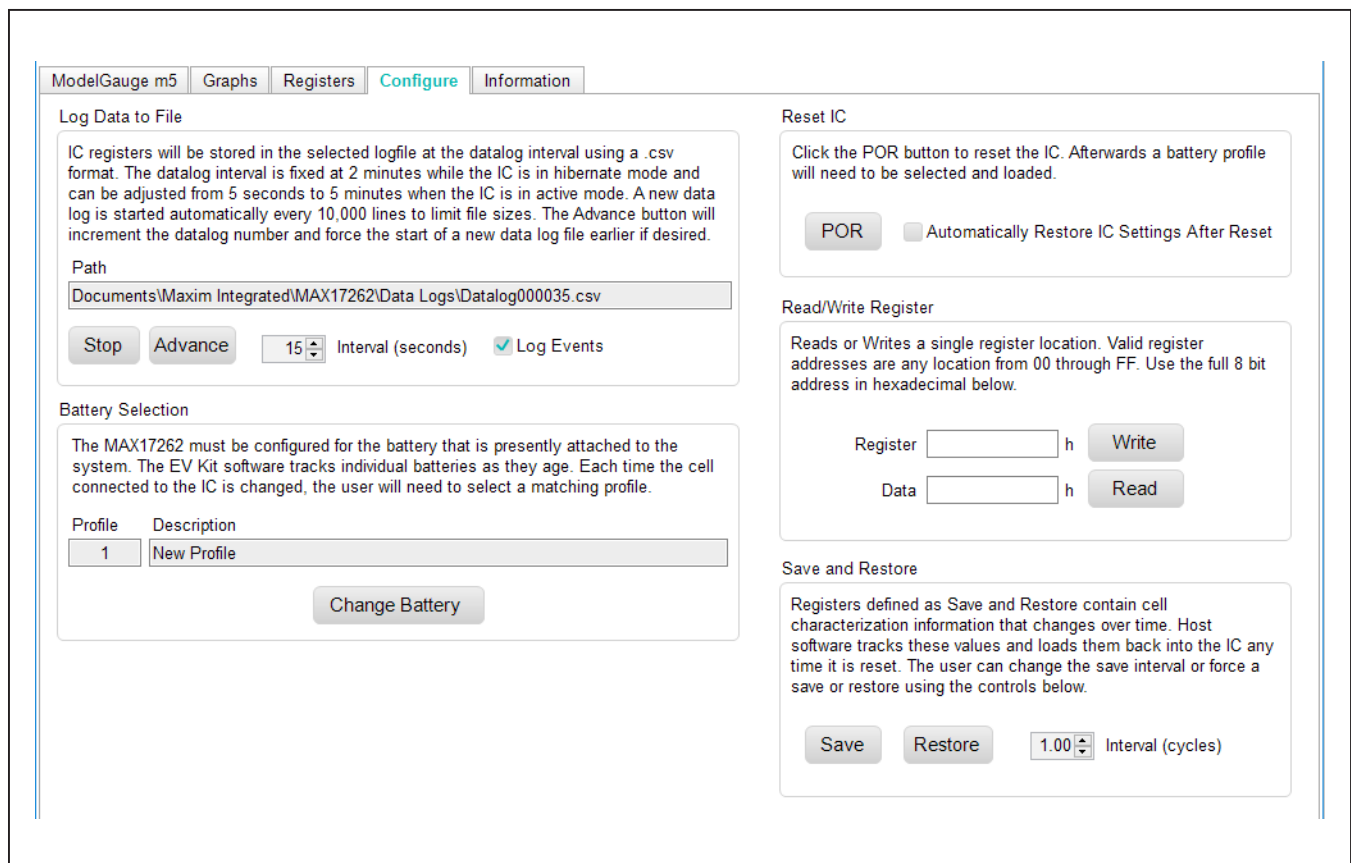 ModelGauge m5 Graphs Registers Configure Information
Log Data to File
IC registers will be stored in the selected logfile at the datalog interval using a .csv
format. The datalog interval is fixed at 2 minutes while the IC is in hibernate mode and
can be adjusted from 5 seconds to 5 minutes when the IC is in active mode. A new data
log is started automatically every 10,000 lines to limit file sizes. The Advance button will
increment the datalog number and force the start of a new data log file earlier if desired.
Path
Documents\Maxim Integrated\MAX17262\Data Logs\Datalog000035.csv
Stop Advance 15 Interval (seconds) Log Events
Battery Selection
The MAX17262 must be configured for the battery that is presently attached to the
system. The EV Kit software tracks individual batteries as they age. Each time the cell
connected to the IC is changed, the user will need to select a matching profile.
Profile Description
1 New Profile
Change Battery
Reset IC
Click the POR button to reset the IC. Afterwards a battery profile
will need to be selected and loaded.
POR Automatically Restore IC Settings After Reset
Read/Write Register
Reads or Writes a single register location. Valid register
addresses are any location from 00 through FF. Use the full 8 bit
address in hexadecimal below.
Register h Write
Data h Read
Save and Restore
Registers defined as Save and Restore contain cell
characterization information that changes over time. Host
software tracks these values and loads them back into the IC any
time it is reset. The user can change the save interval or force a
save or restore using the controls below.
Save Restore 1.00 Interval (cycles)